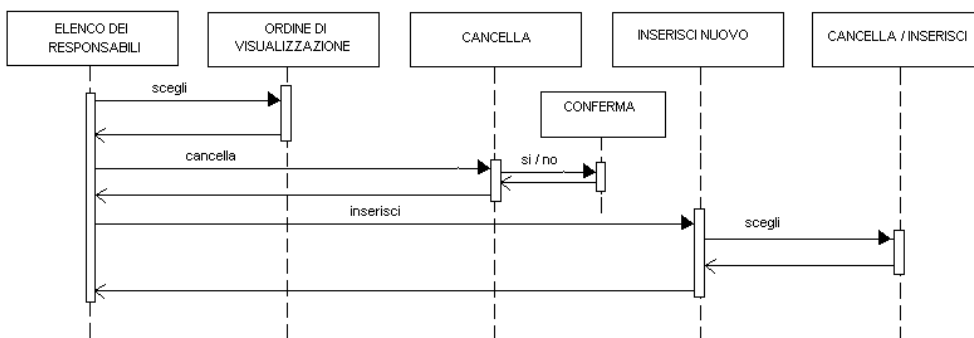 ELENCO DEI
RESPONSABILI
ORDINE DI
VISUALIZZAZIONE
CANCELLA
INSERISCI NUOVO
CANCELLA / INSERISCI
scegli
CONFERMA
cancella
si / no
inserisci
scegli